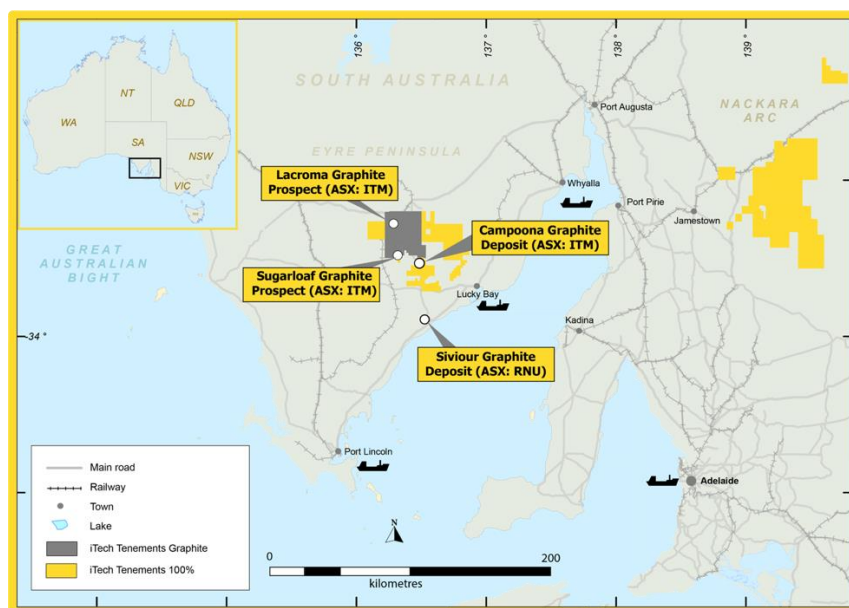 136 °
137 °
138 °
139 °
NT
QLD
WA
SA
NSW
VIC
SOUTH AUSTRALIA
Port Augusta
NACKARA
ARC
EYRE PENINSULA
Lacroma Graphite
Prospect (ASX: ITM)
Whyalla
Port Pirie
Jamestown
Campoona Graphite
Deposit (ASX: ITM)
GREAT
AUSTRALIAN
BIGHT
Sugarloaf Graphite
Prospect (ASX: ITM)
Lucky Bay
Kadina
-34 °
Siviour Graphite
Deposit (ASX: RNU)
Port Lincoln
Adelaide
Main road
Railway
Town
Lake
iTech Tenements Graphite
iTech Tenements 100%
N
0 200
kilometres